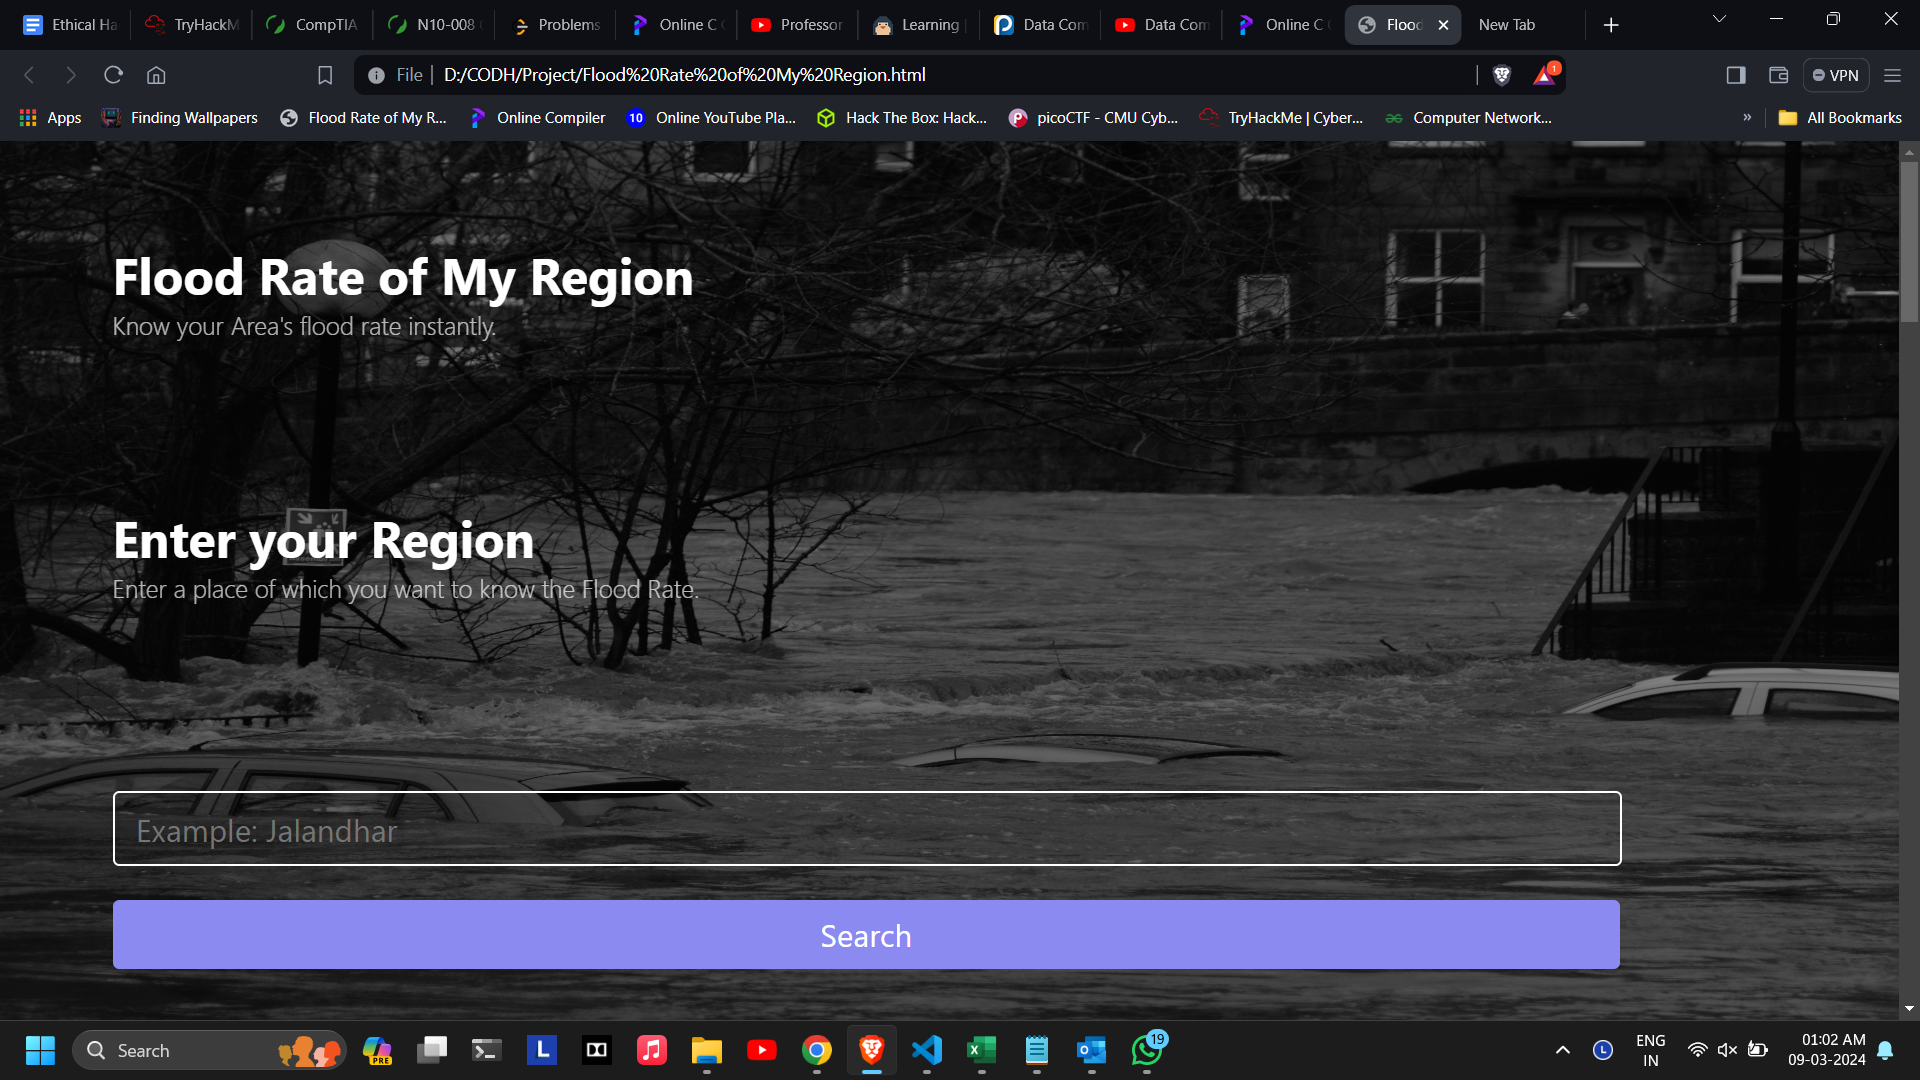 Ethical Ha
TryHackM
CompTIA
N10-008
Problems
Online C
Professor
Learning
Data Com
Data Com
Online C
Flood
New Tab
File
D:/CODH/Project/Flood%20Rate%20of%20My%20Region.html
1
VPN
Apps
Finding Wallpapers
Flood Rate of My R...
Online Compiler
10
Online YouTube Pla...
Hack The Box: Hack...
picoCTF - CMU Cyb...
TryHackMe | Cyber...
Computer Network...
»
All Bookmarks
Flood Rate of My Region
Know your Area's flood rate instantly.
Enter your Region
Enter a place of which you want to know the Flood Rate.
Example: Jalandhar
Search
Search
PRE
L
19
L
ENG
IN
01:02 AM
09-03-2024